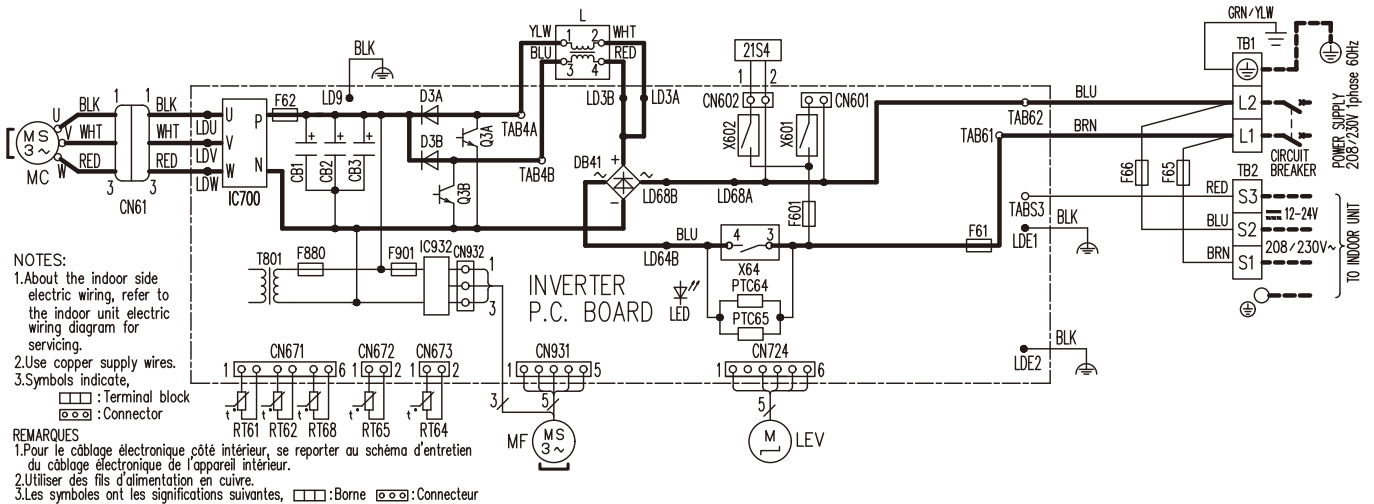 L
YLW 1 2 WHT
BLU 3 4 RED
GRN/YLW
TB1
L2
L1
CIRCUIT
BREAKER
POWER SUPPLY
208/230V 1phase 60Hz
BLU
BRN
TAB62
TAB61
F66
F65
TB2
RED S3
12-24V
BLU S2
208/230V~
BRN S1
TO INDOOR UNIT
TABS3
BLK
LDE1
BLK
LDE2
21S4
1 2
CN602
CN601
X602
X601
BLK
LD9
D3A
D3B
Q3A
Q3B
TAB4A
TAB4B
LD3B
LD3A
DB41
+
-
~ ~
LD68B
LD68A
F601
F61
BLU
LD64B
4 3
X64
PTC64
PTC65
LED
F62
+ + +
CB1
CB2
CB3
U
V
W
P
N
IC700
LDU
LDV
LDW
1 1
3 3
BLK BLK
WHT WHT
RED RED
CN61
U
V
W
MS
3~
MC
T801
F880
F901
IC932
CN932
1
3
INVERTER
P.C. BOARD
CN671
1 6
CN672
1 2
CN673
1 2
CN931
1 5
CN724
1 6
t° t° t° t° t°
RT61
RT62
RT68
RT65
RT64
3
5
MF
MS
3~
5
M
LEV
NOTES:
1.About the indoor side
electric wiring, refer to
the indoor unit electric
wiring diagram for
servicing.
2.Use copper supply wires.
3.Symbols indicate,
:Terminal block
:Connector
REMARQUES
1.Pour le câblage électronique côté intérieur, se reporter au schéma d'entretien
du câblage électronique de l'appareil intérieur.
2.Utiliser des fils d'alimentation en cuivre.
3.Les symboles ont les significations suivantes, :Borne :Connecteur